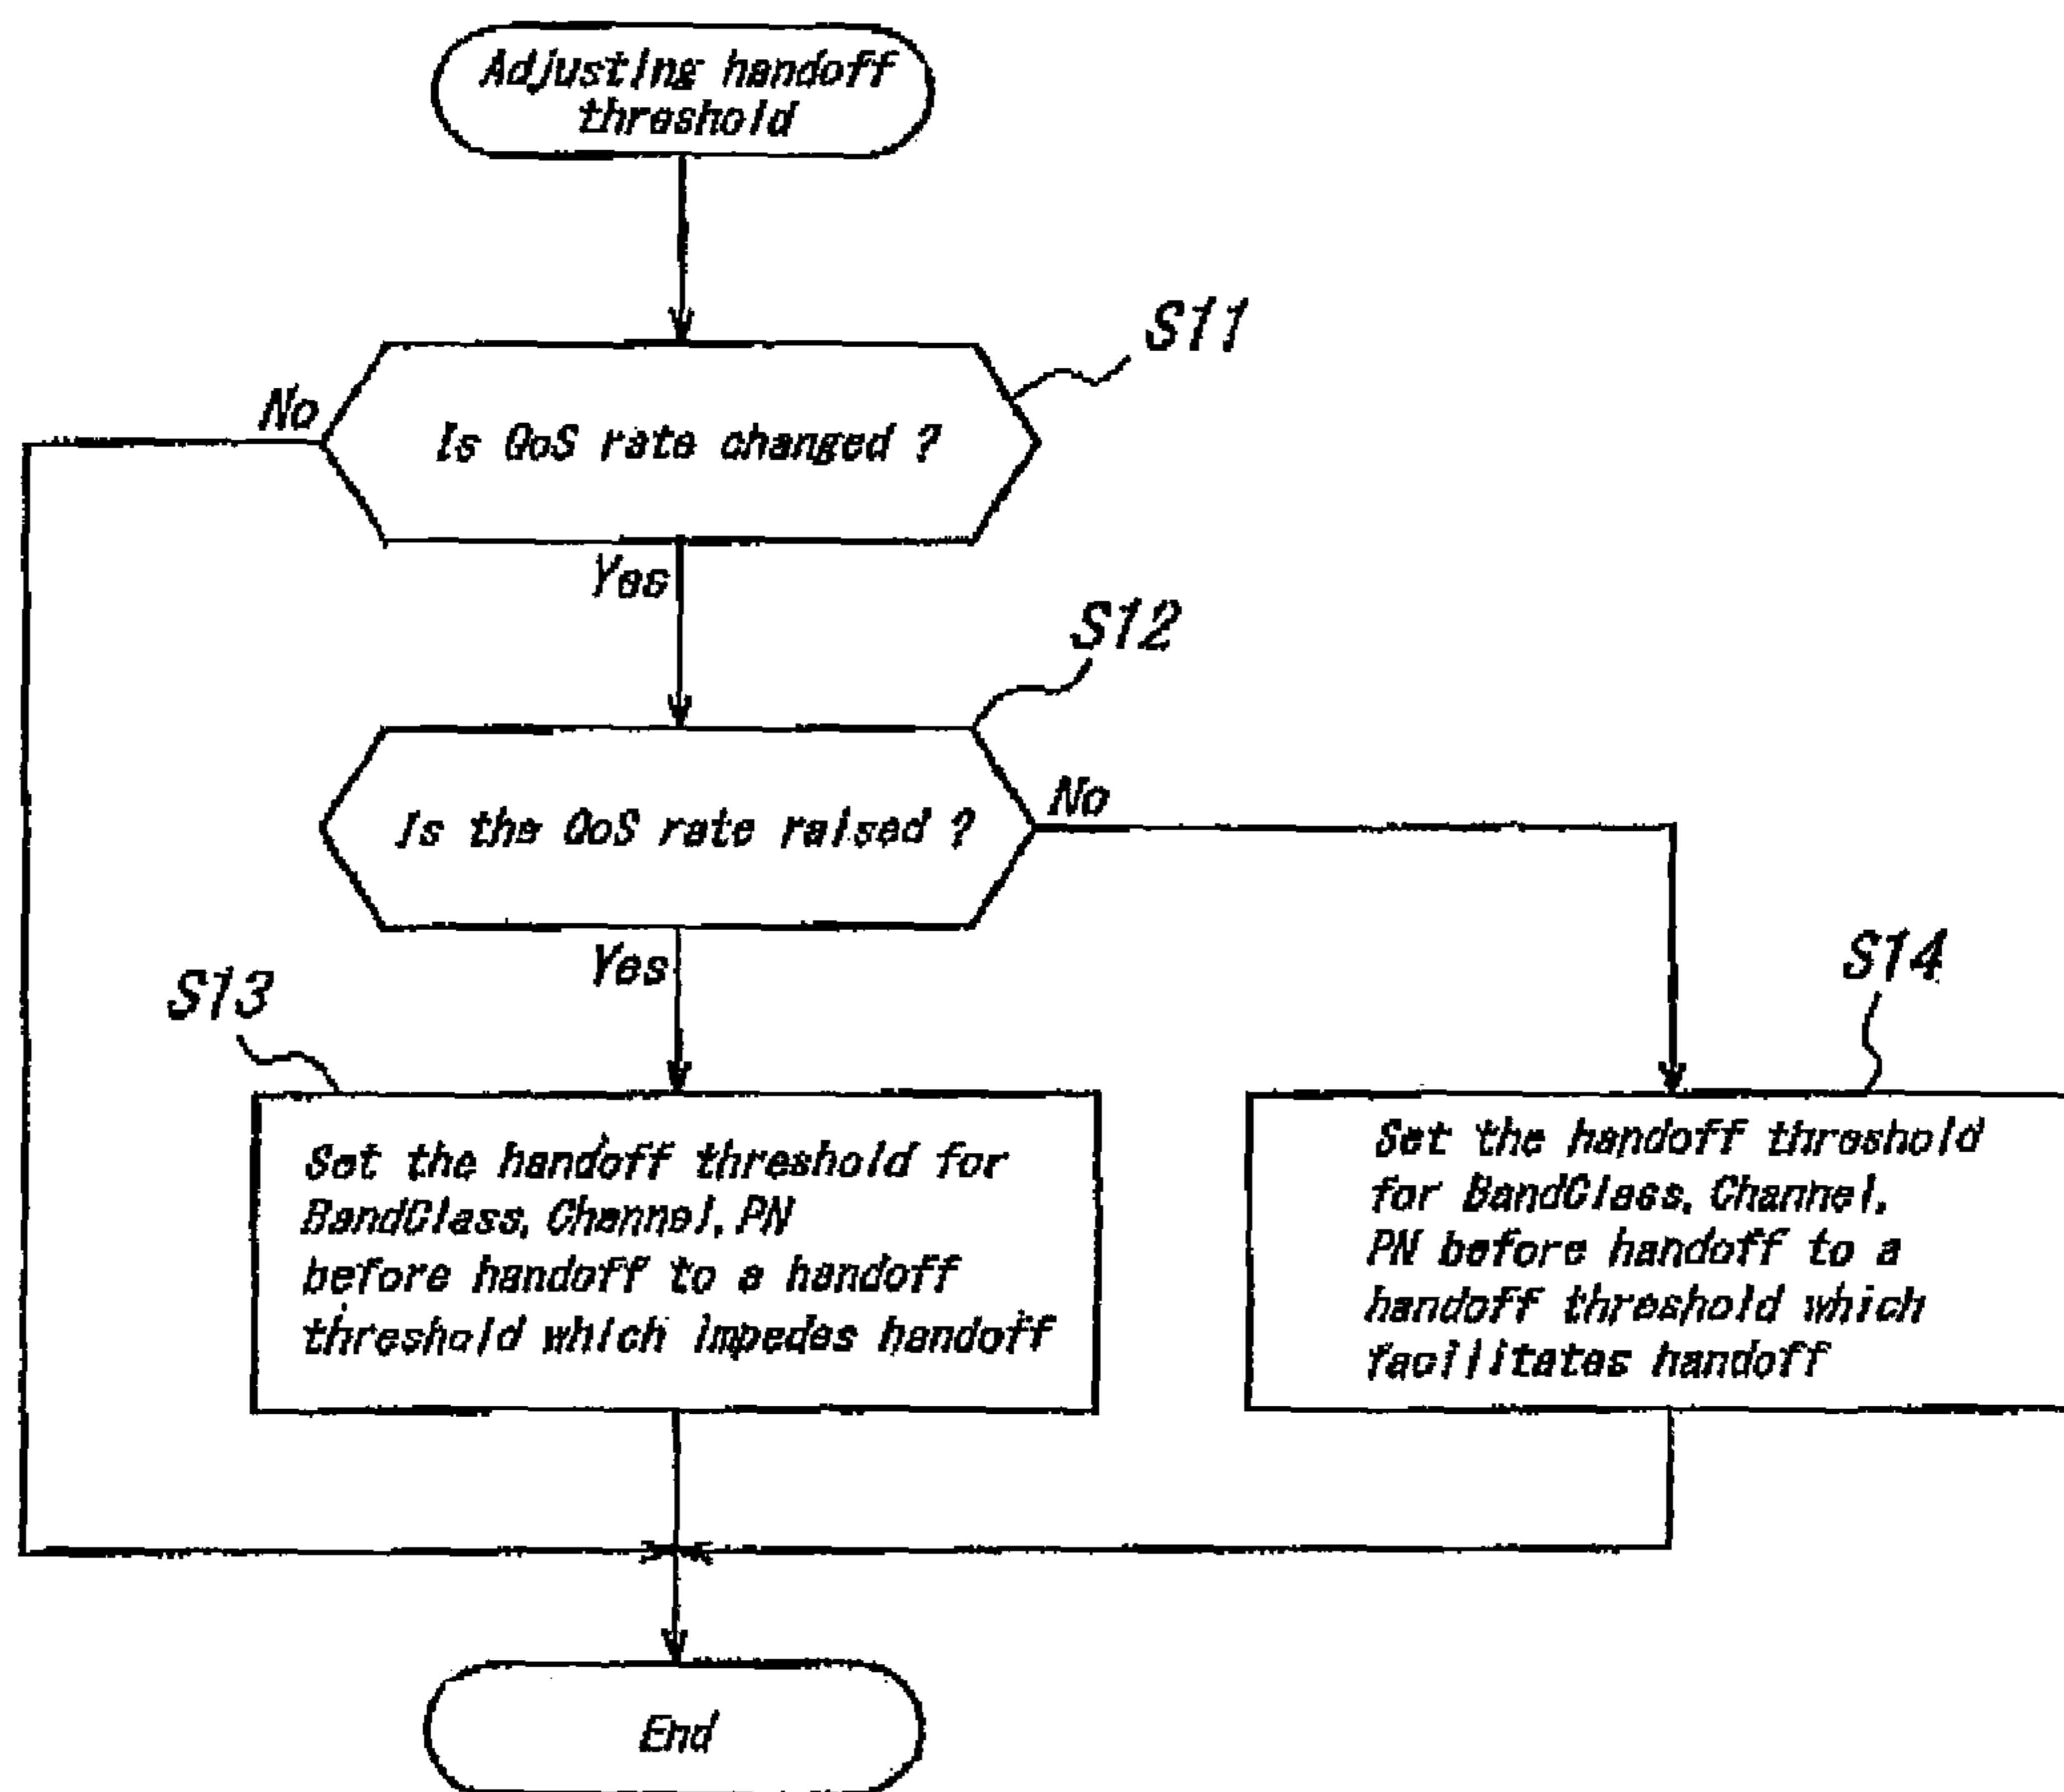 Adjusting handoff
threshold
S11
No
Is QoS rate changed ?
Yes
S12
Is the QoS rate raised ?
No
Yes
S13
S14
Set the handoff threshold for
BandClass, Channel, PN
before handoff to a handoff
threshold which impedes handoff
Set the handoff threshold
for BandClass, Channel,
PN before handoff to a
handoff threshold which
facilitates handoff
End